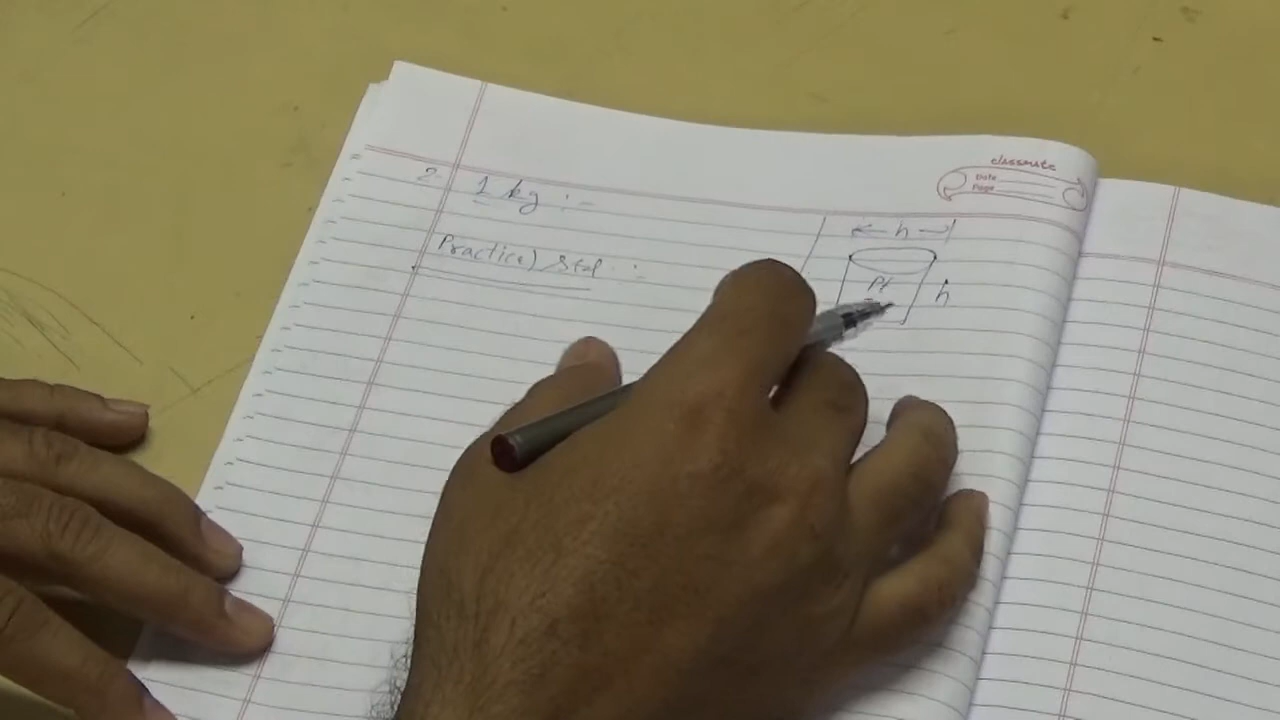 classmate
Date
Page
2. 1 kg :-
h
Practical Std :-
Pt
h